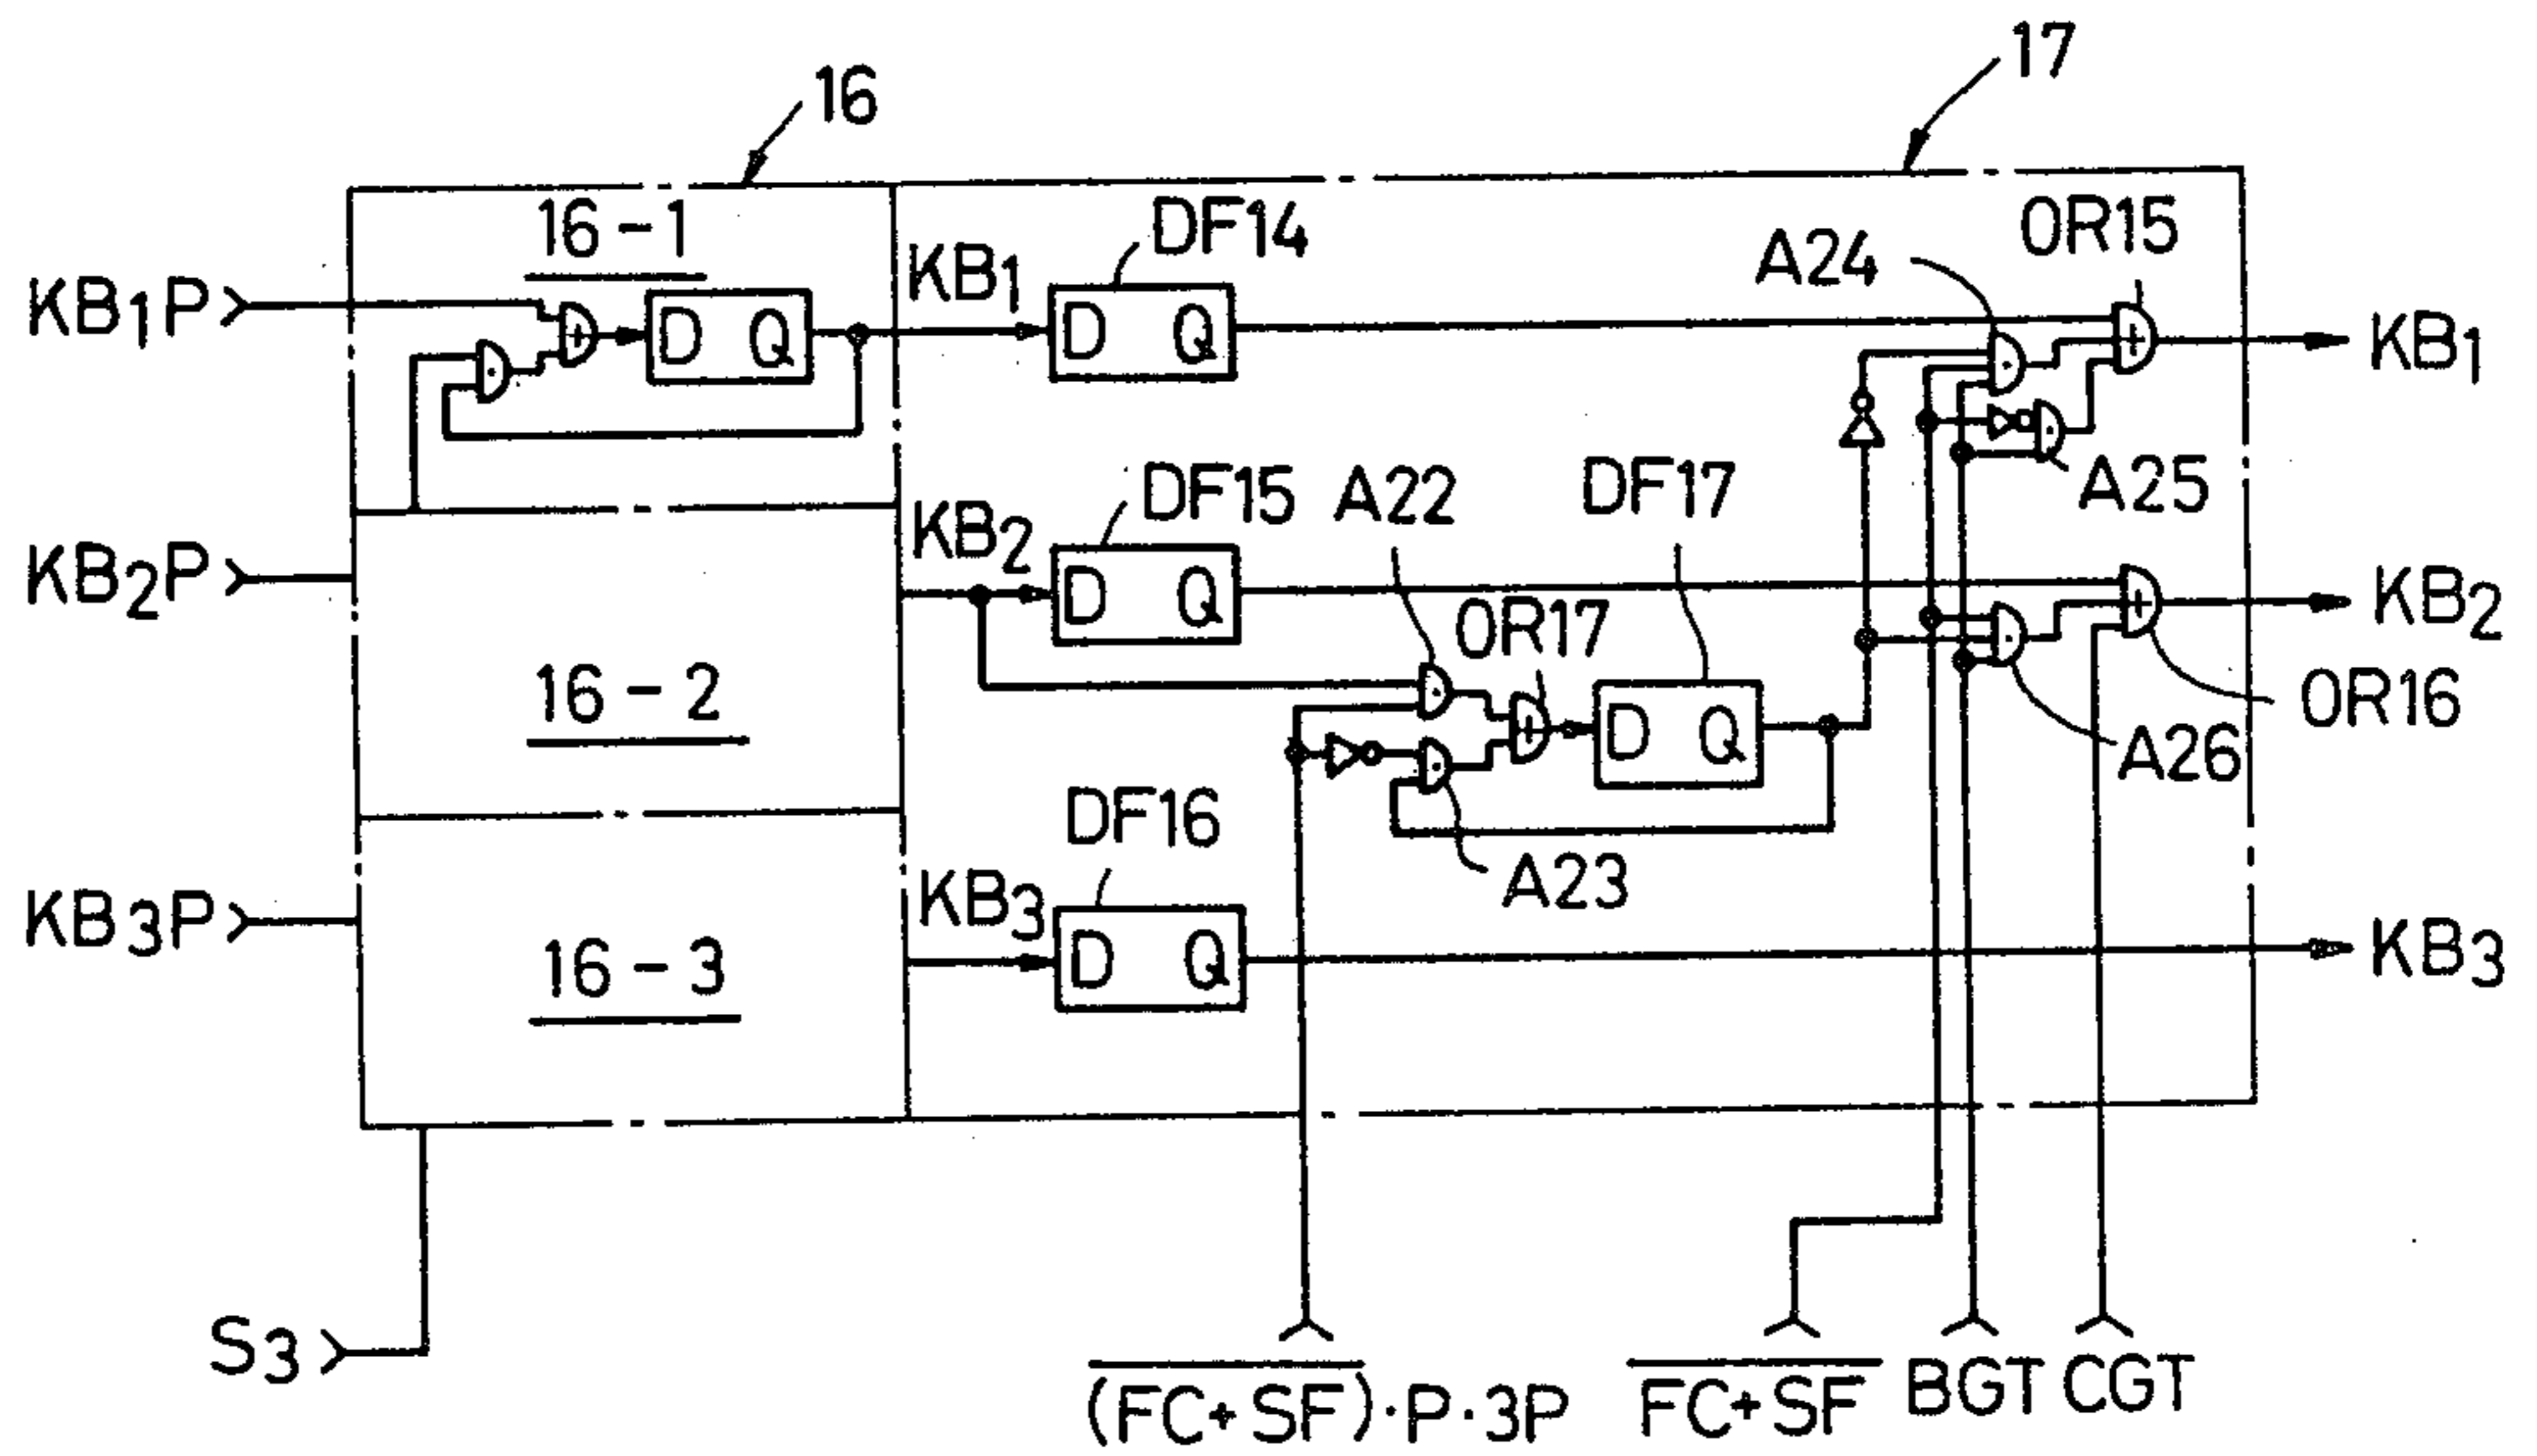 17
16
16-1
DF14
OR15
KB1
A24
KB1P
D Q
D Q
KB1
A25
DF15
A22
DF17
KB2
KB2P
D Q
KB2
OR17
OR16
16-2
D Q
A26
DF16
A23
KB3
KB3P
D Q
KB3
16-3
S3
(FC+SF)·P·3P
FC+SF
BGT
CGT